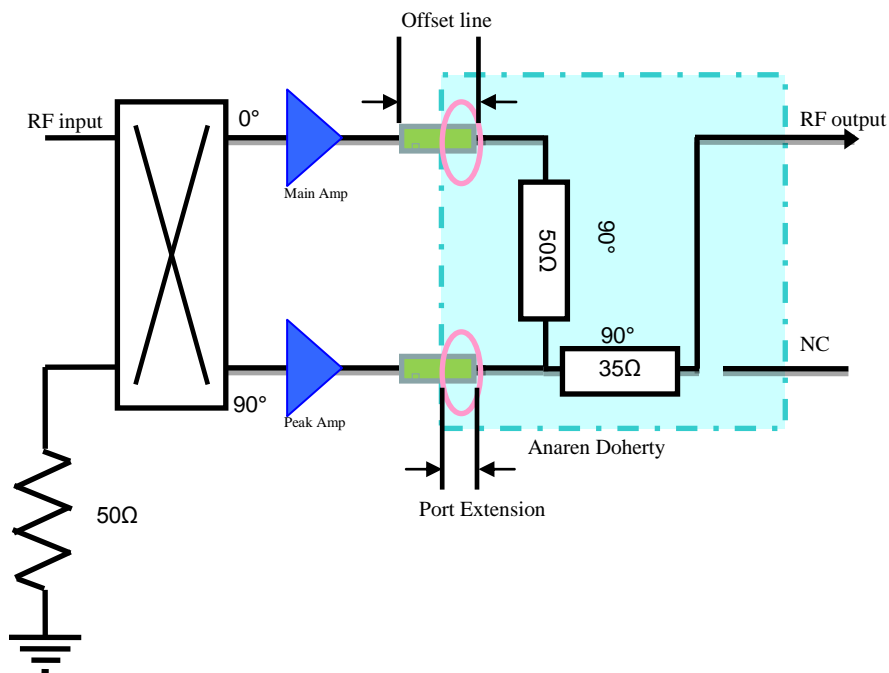 Offset line
RF input
0°
RF output
Main Amp
50Ω
90°
90°
35Ω
NC
90°
Peak Amp
Anaren Doherty
Port Extension
50Ω